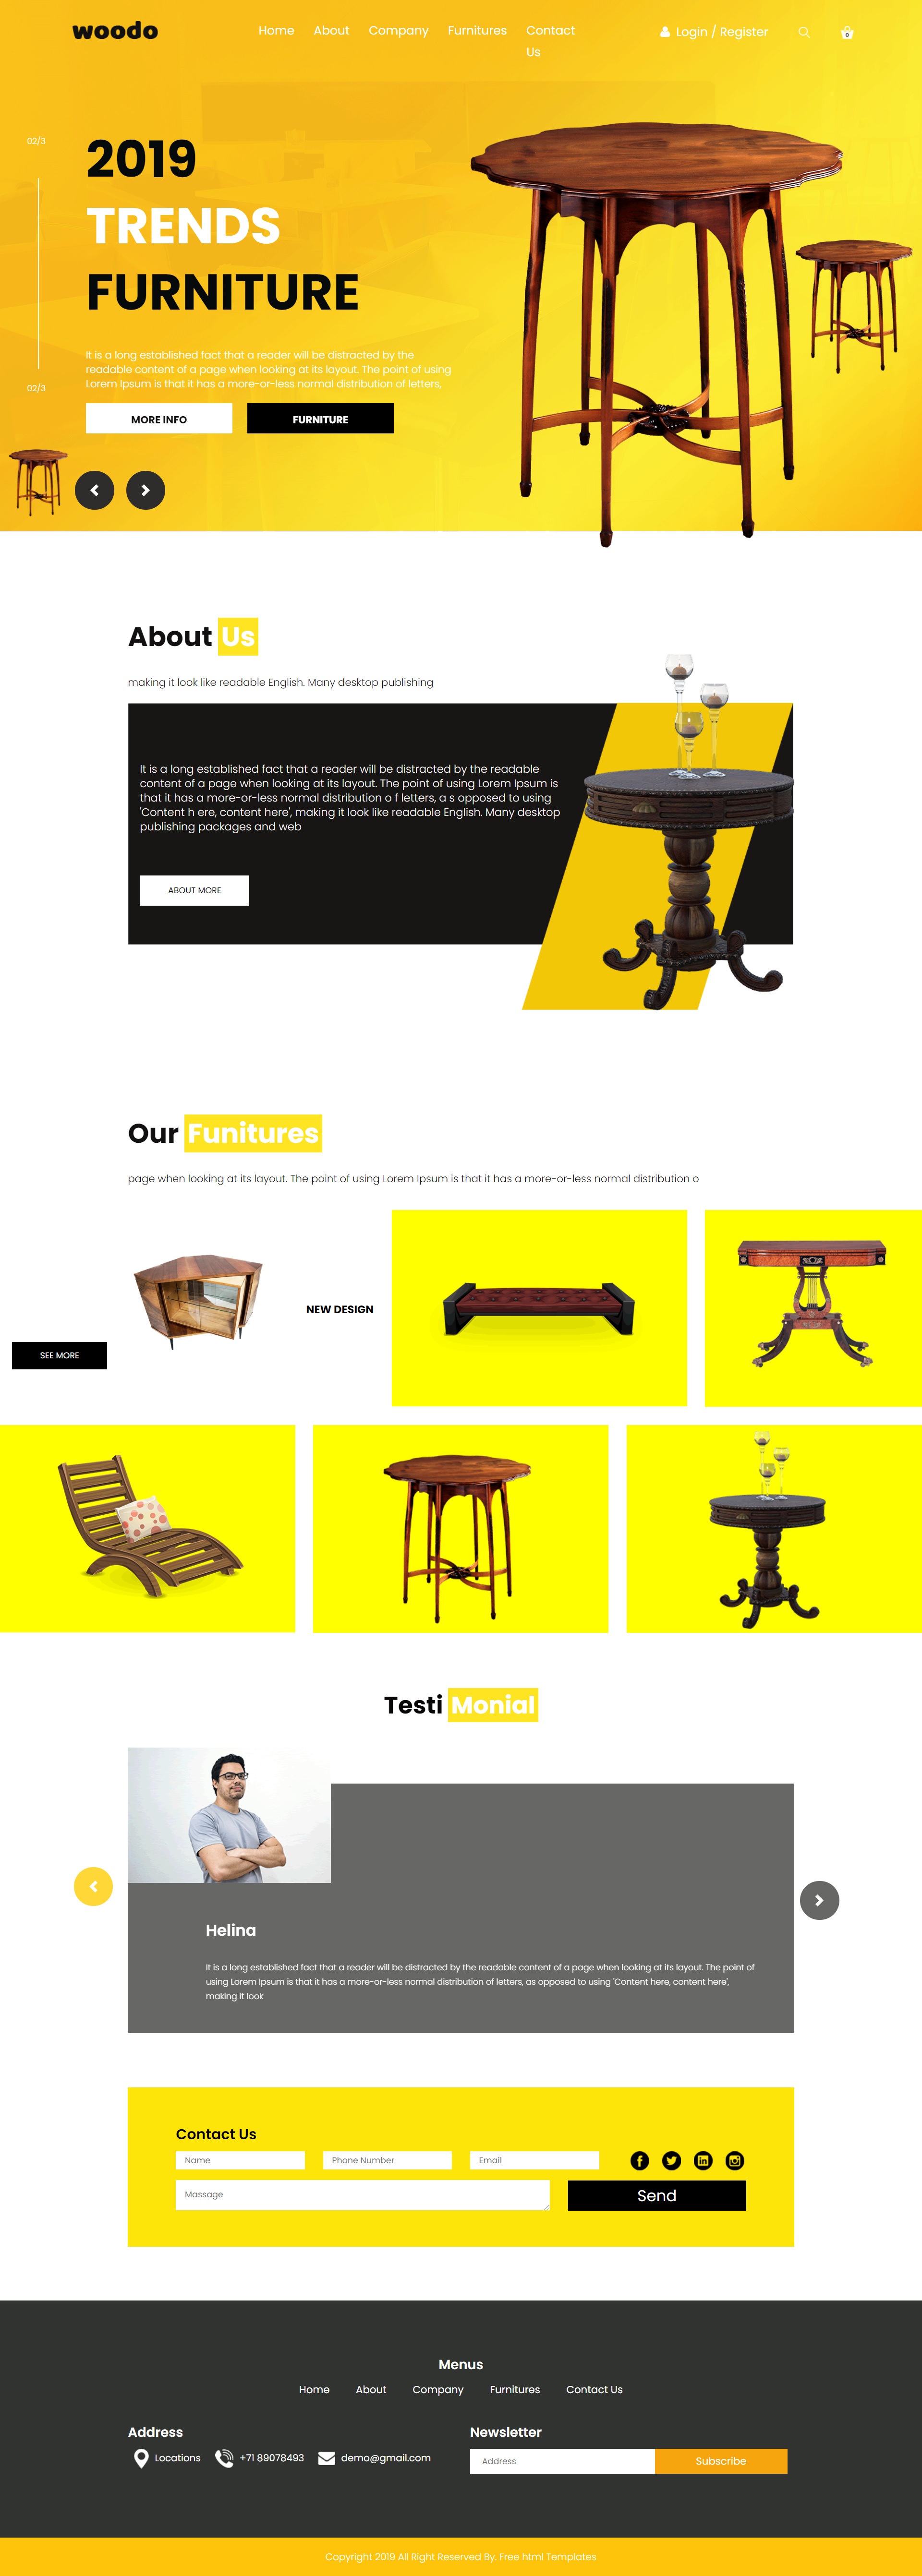 woodo
Home About Company Furnitures Contact Us
Login / Register
0
02/3
2019
TRENDS
FURNITURE
02/3
It is a long established fact that a reader will be distracted by the
readable content of a page when looking at its layout. The point of using
Lorem Ipsum is that it has a more-or-less normal distribution of letters,
MORE INFO FURNITURE
About Us
making it look like readable English. Many desktop publishing
It is a long established fact that a reader will be distracted by the readable
content of a page when looking at its layout. The point of using Lorem Ipsum is
that it has a more-or-less normal distribution o f letters, a s opposed to using
'Content h ere, content here', making it look like readable English. Many desktop
publishing packages and web
ABOUT MORE
Our Funitures
page when looking at its layout. The point of using Lorem Ipsum is that it has a more-or-less normal distribution o
NEW DESIGN
SEE MORE
Testi Monial
Helina
It is a long established fact that a reader will be distracted by the readable content of a page when looking at its layout. The point of
using Lorem Ipsum is that it has a more-or-less normal distribution of letters, as opposed to using 'Content here, content here',
making it look
Contact Us
Name Phone Number Email
Massage
Send
Menus
Home About Company Furnitures Contact Us
Address
Locations +71 89078493 demo@gmail.com
Newsletter
Address Subscribe
Copyright 2019 All Right Reserved By. Free html Templates